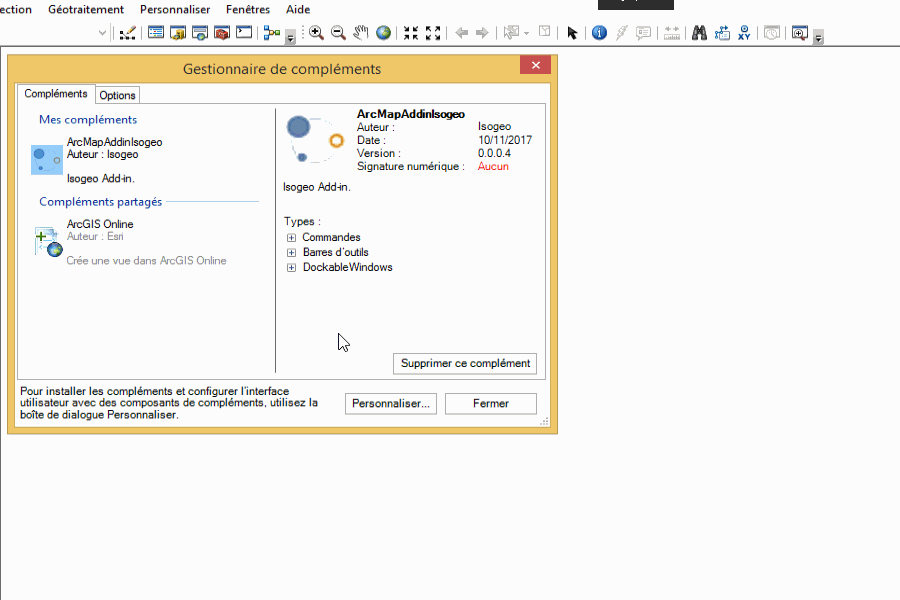 ection Géotraitement Personnaliser Fenêtres Aide
Gestionnaire de compléments
Compléments Options
Mes compléments
ArcMapAddinIsogeo
Auteur : Isogeo
Isogeo Add-in.
Compléments partagés
ArcGIS Online
Auteur : Esri
Crée une vue dans ArcGIS Online
ArcMapAddinIsogeo
Auteur : Isogeo
Date : 10/11/2017
Version : 0.0.0.4
Signature numérique : Aucun
Isogeo Add-in.
Types :
Commandes
Barres d'outils
DockableWindows
Supprimer ce complément
Pour installer les compléments et configurer l'interface
utilisateur avec des composants de compléments, utilisez la
boîte de dialogue Personnaliser.
Personnaliser... Fermer